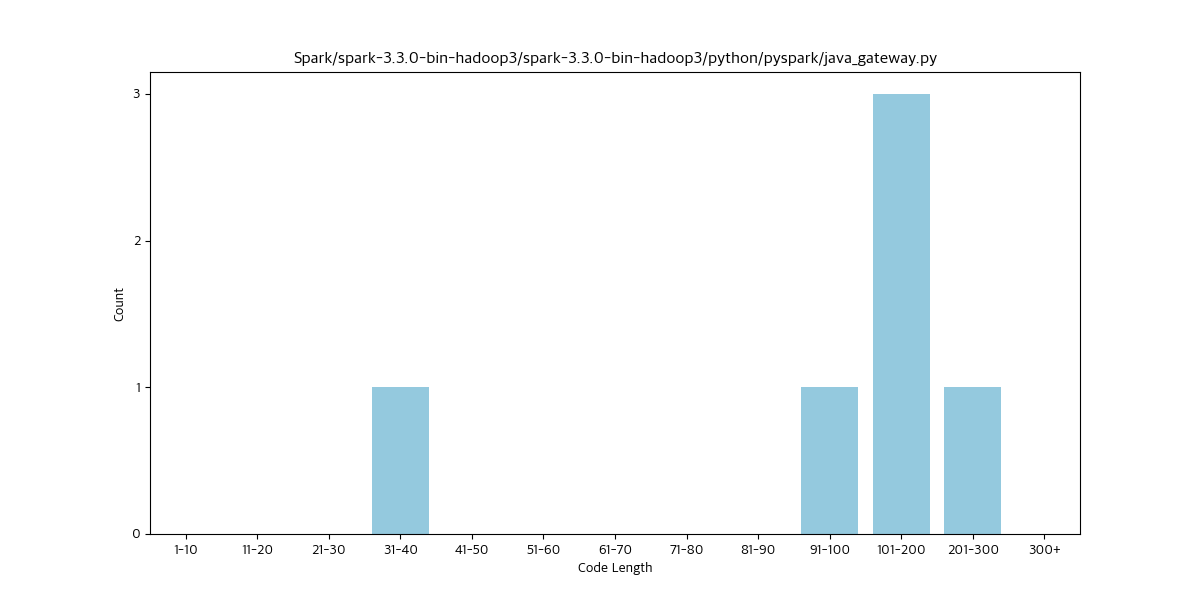 Spark/spark-3.3.0-bin-hadoop3/spark-3.3.0-bin-hadoop3/python/pyspark/java_gateway.py
3
2
1
0
Count
1-10 11-20 21-30 31-40 41-50 51-60 61-70 71-80 81-90 91-100 101-200 201-300 300+
Code Length